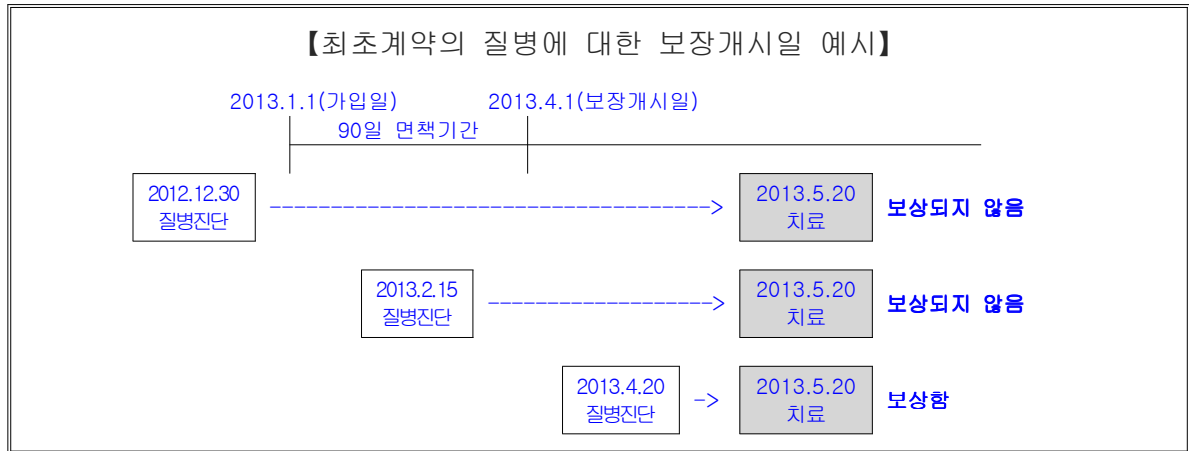 【최초계약의 질병에 대한 보장개시일 예시】
2013.1.1(가입일) 2013.4.1(보장개시일)
90일 면책기간
2012.12.30
질병진단
------------------------------------>
2013.5.20
치료
보상되지 않음
2013.2.15
질병진단
------------------->
2013.5.20
치료
보상되지 않음
2013.4.20
질병진단
->
2013.5.20
치료
보상함